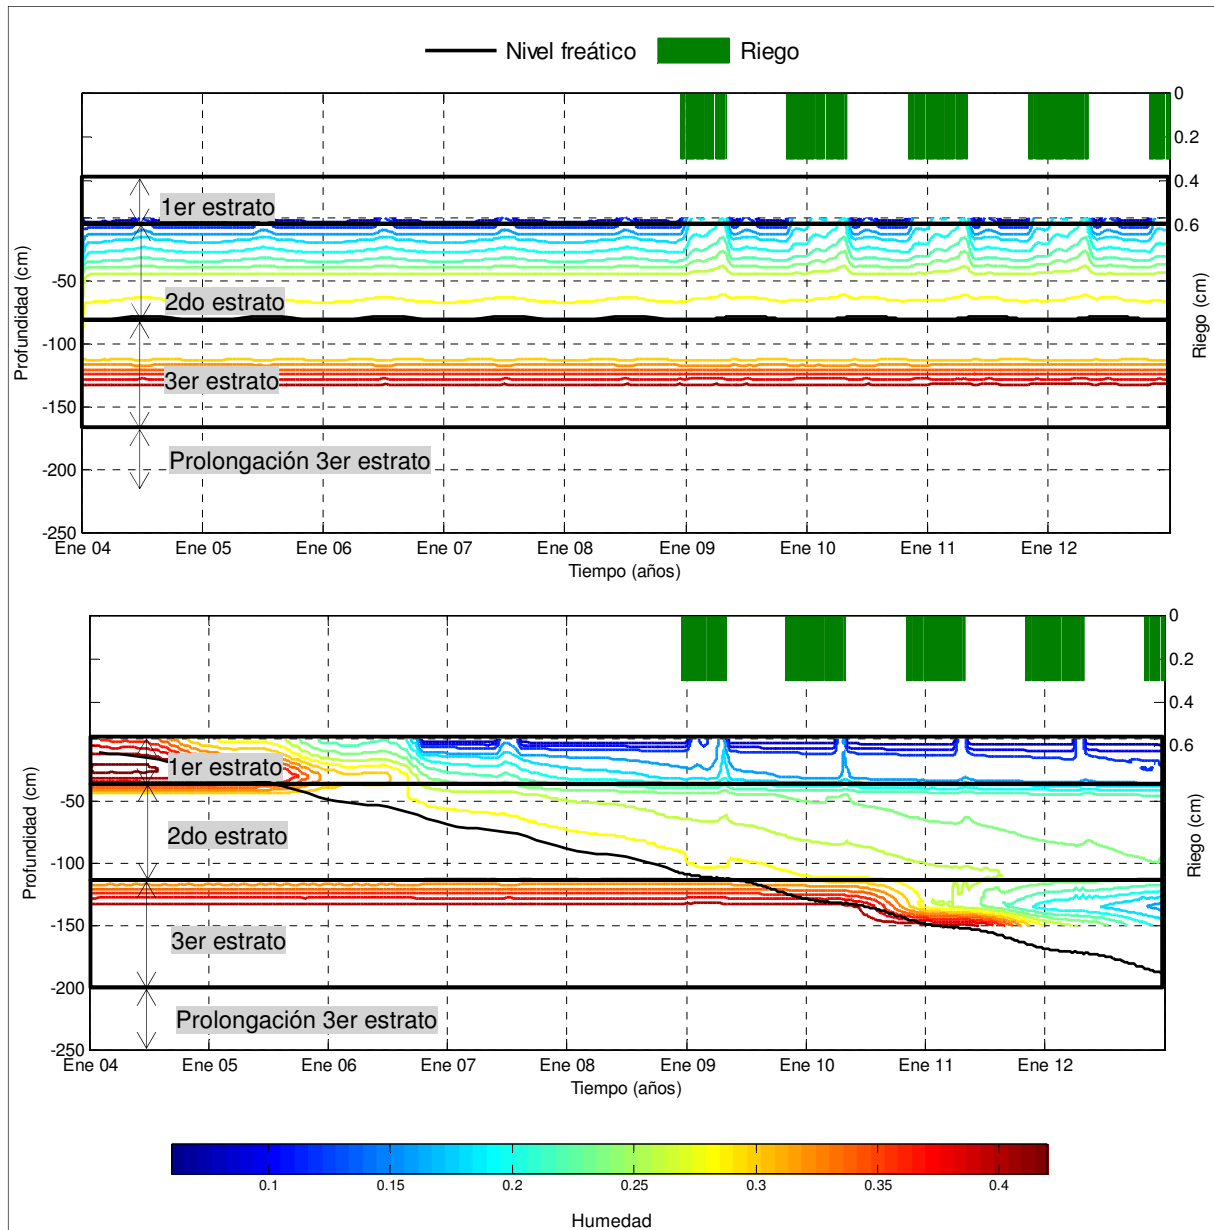 Nivel freático Riego
0
0.2
0.4
0.6
Riego (cm)
1er estrato
2do estrato
3er estrato
Prolongación 3er estrato
Profundidad (cm)
-50
-100
-150
-200
-250
Ene 04 Ene 05 Ene 06 Ene 07 Ene 08 Ene 09 Ene 10 Ene 11 Ene 12
Tiempo (años)
0
0.2
0.4
0.6
Riego (cm)
1er estrato
2do estrato
3er estrato
Prolongación 3er estrato
Profundidad (cm)
-50
-100
-150
-200
-250
Ene 04 Ene 05 Ene 06 Ene 07 Ene 08 Ene 09 Ene 10 Ene 11 Ene 12
Tiempo (años)
0.1 0.15 0.2 0.25 0.3 0.35 0.4
Humedad